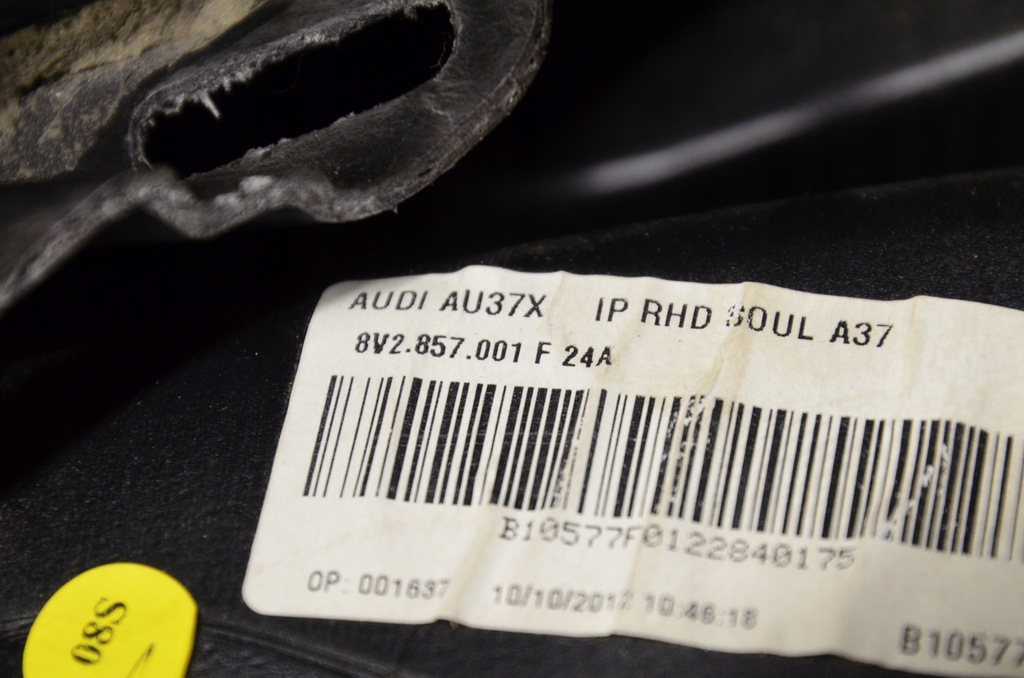 AUDI AU37X IP RHD SOUL A37
8V2.857.001 F 24A
B10577F0122840175
OP: 001637 10/10/2012 10:46:18
B10577
08S